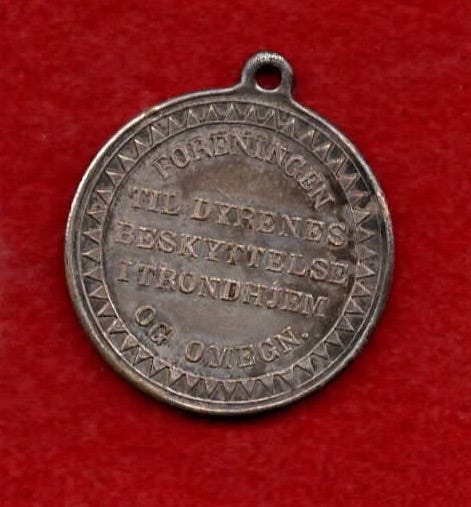 FORENINGEN
TIL DYRENES
BESKYTTELSE
I TRONDHJEM
OG OMEGN.